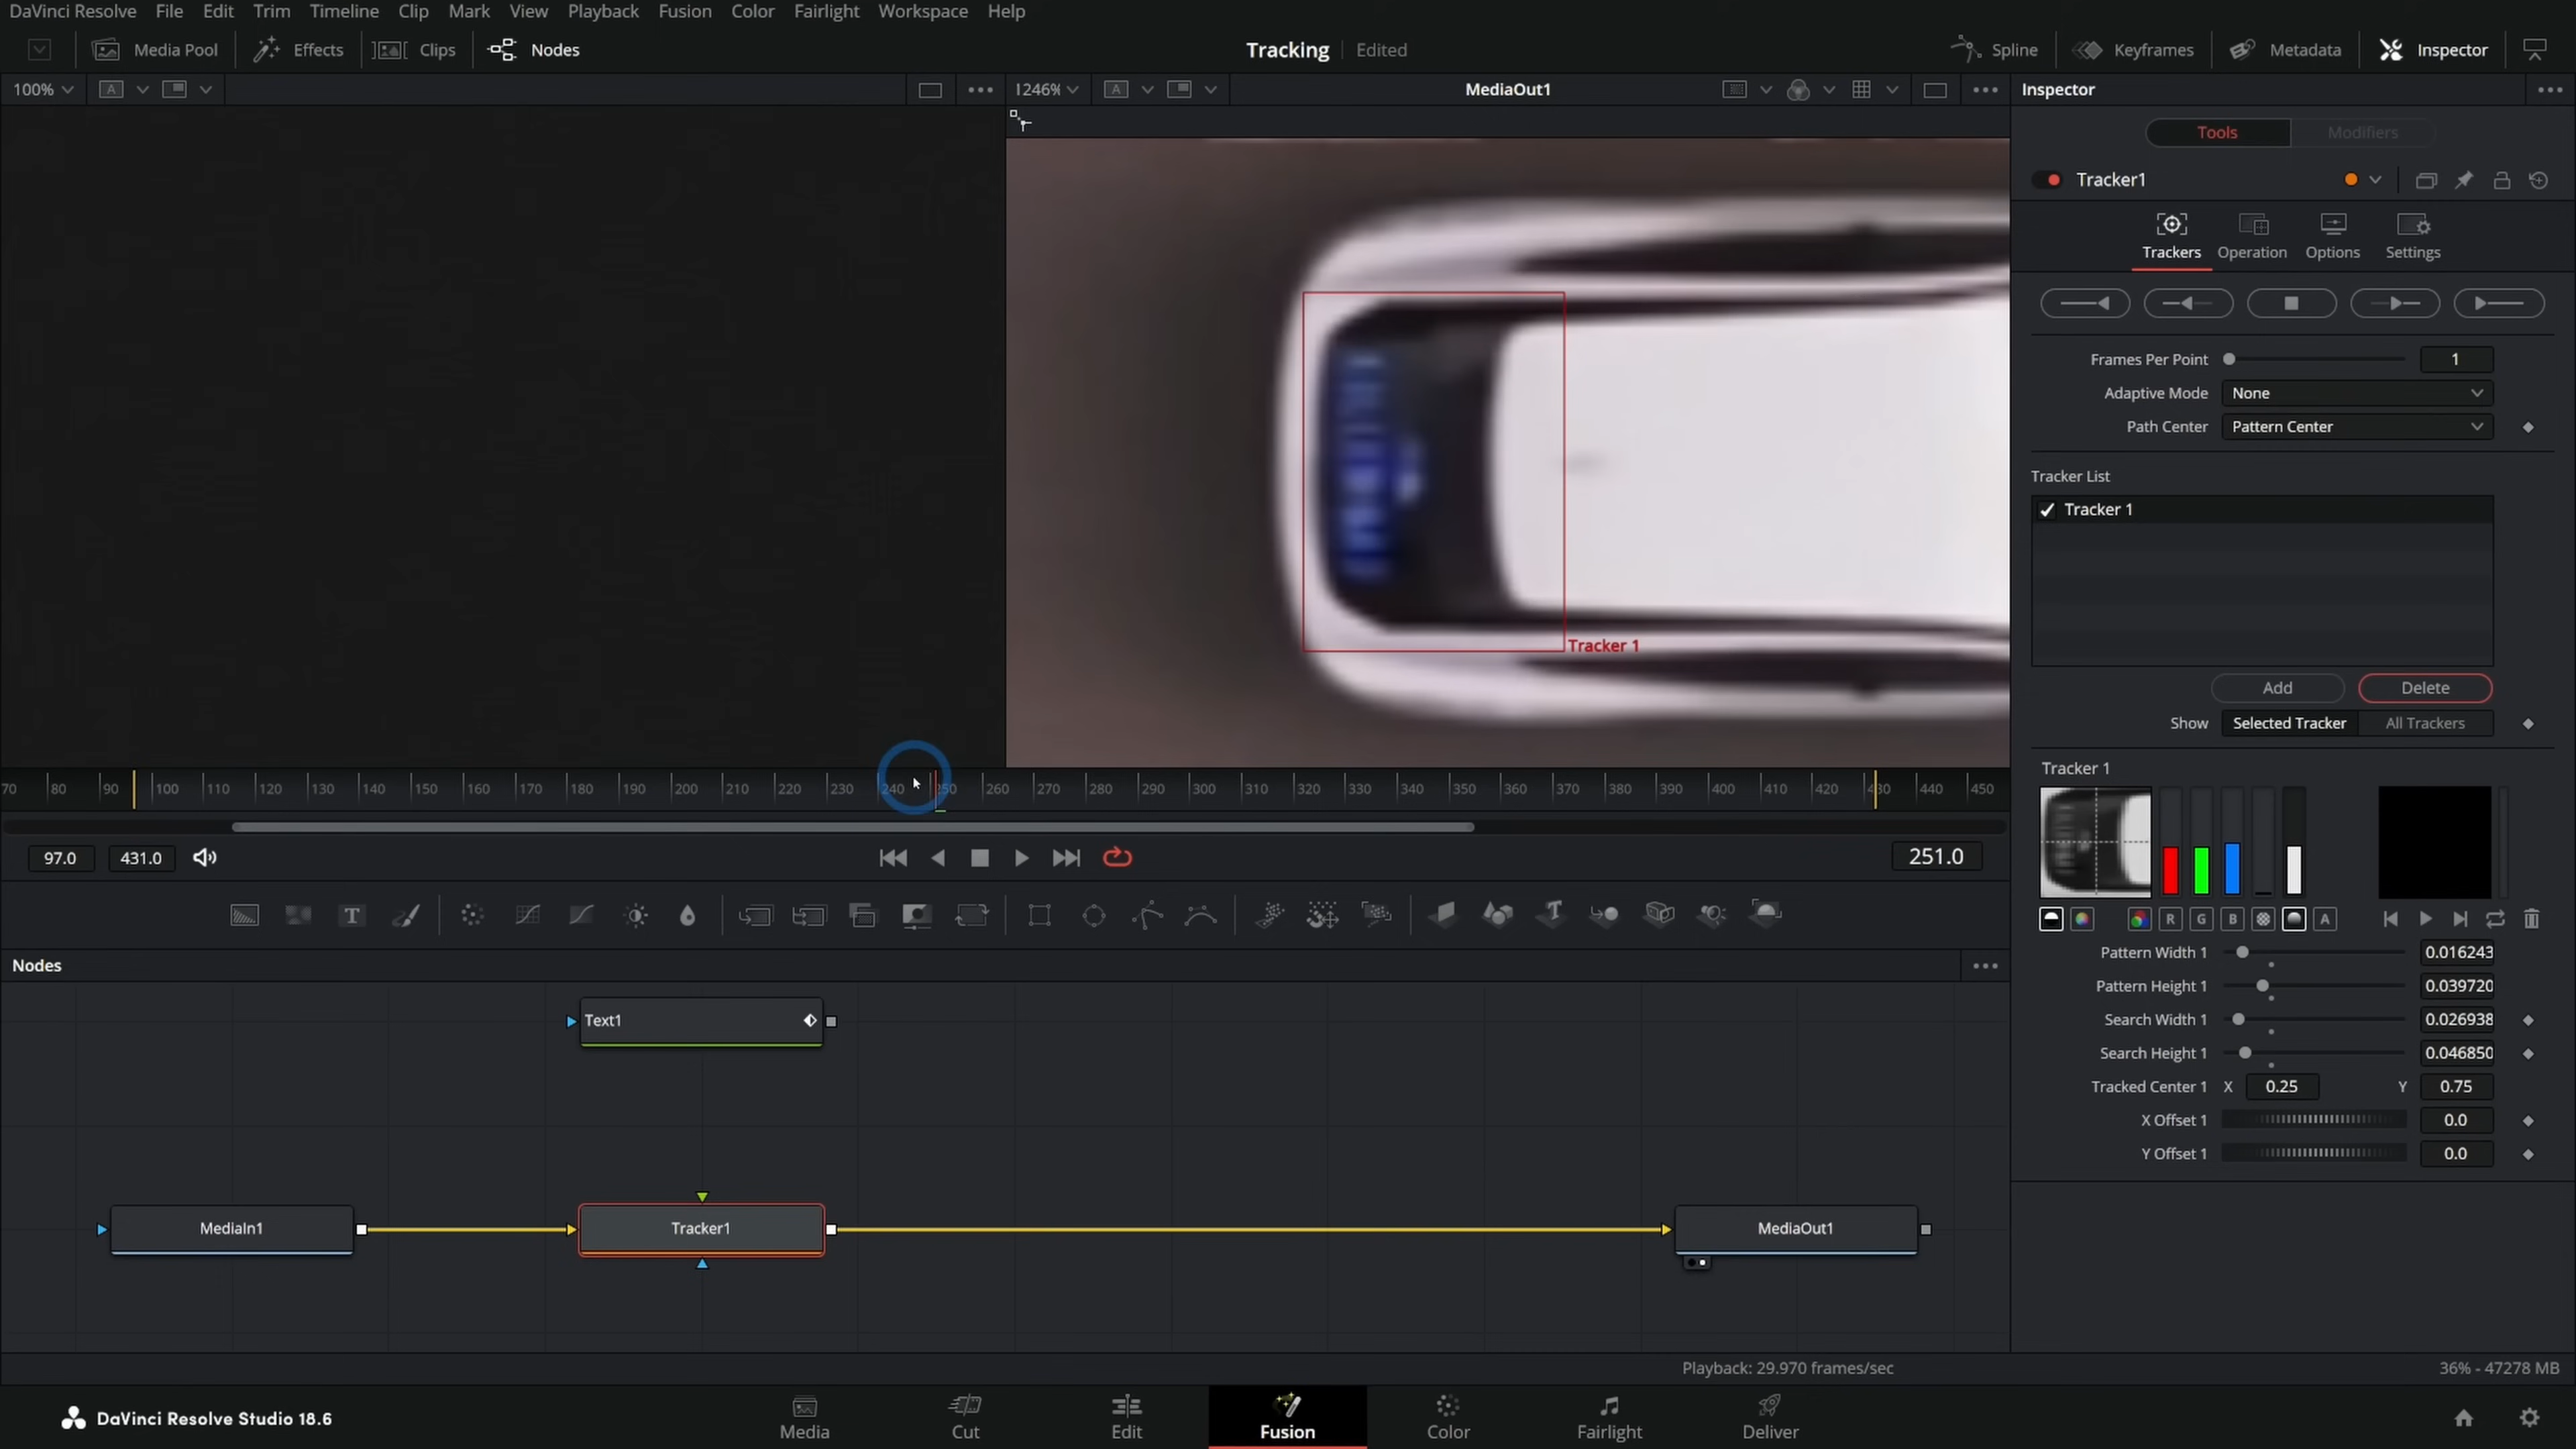 DaVinci Resolve File Edit Trim Timeline Clip Mark View Playback Fusion Color Fairlight Workspace Help
Media Pool Effects Clips Nodes Tracking Edited Spline Keyframes Metadata Inspector
100% A 1246% A MediaOut1 Inspector
Tools Modifiers
Tracker1
Trackers Operation Options Settings
Frames Per Point 1
Adaptive Mode None
Path Center Pattern Center
Tracker List
Tracker 1
Tracker 1
Add Delete
Show Selected Tracker All Trackers
Tracker 1
70 80 90 100 110 120 130 140 150 160 170 180 190 200 210 220 230 240 250 260 270 280 290 300 310 320 330 340 350 360 370 380 390 400 410 420 430 440 450
97.0 431.0 251.0
R G B A
Pattern Width 1 0.016243
Pattern Height 1 0.039720
Search Width 1 0.026938
Search Height 1 0.046850
Tracked Center 1 X 0.25 Y 0.75
X Offset 1 0.0
Y Offset 1 0.0
Nodes
Text1
MediaIn1 Tracker1 MediaOut1
Playback: 29.970 frames/sec 36% - 47278 MB
DaVinci Resolve Studio 18.6 Media Cut Edit Fusion Color Fairlight Deliver